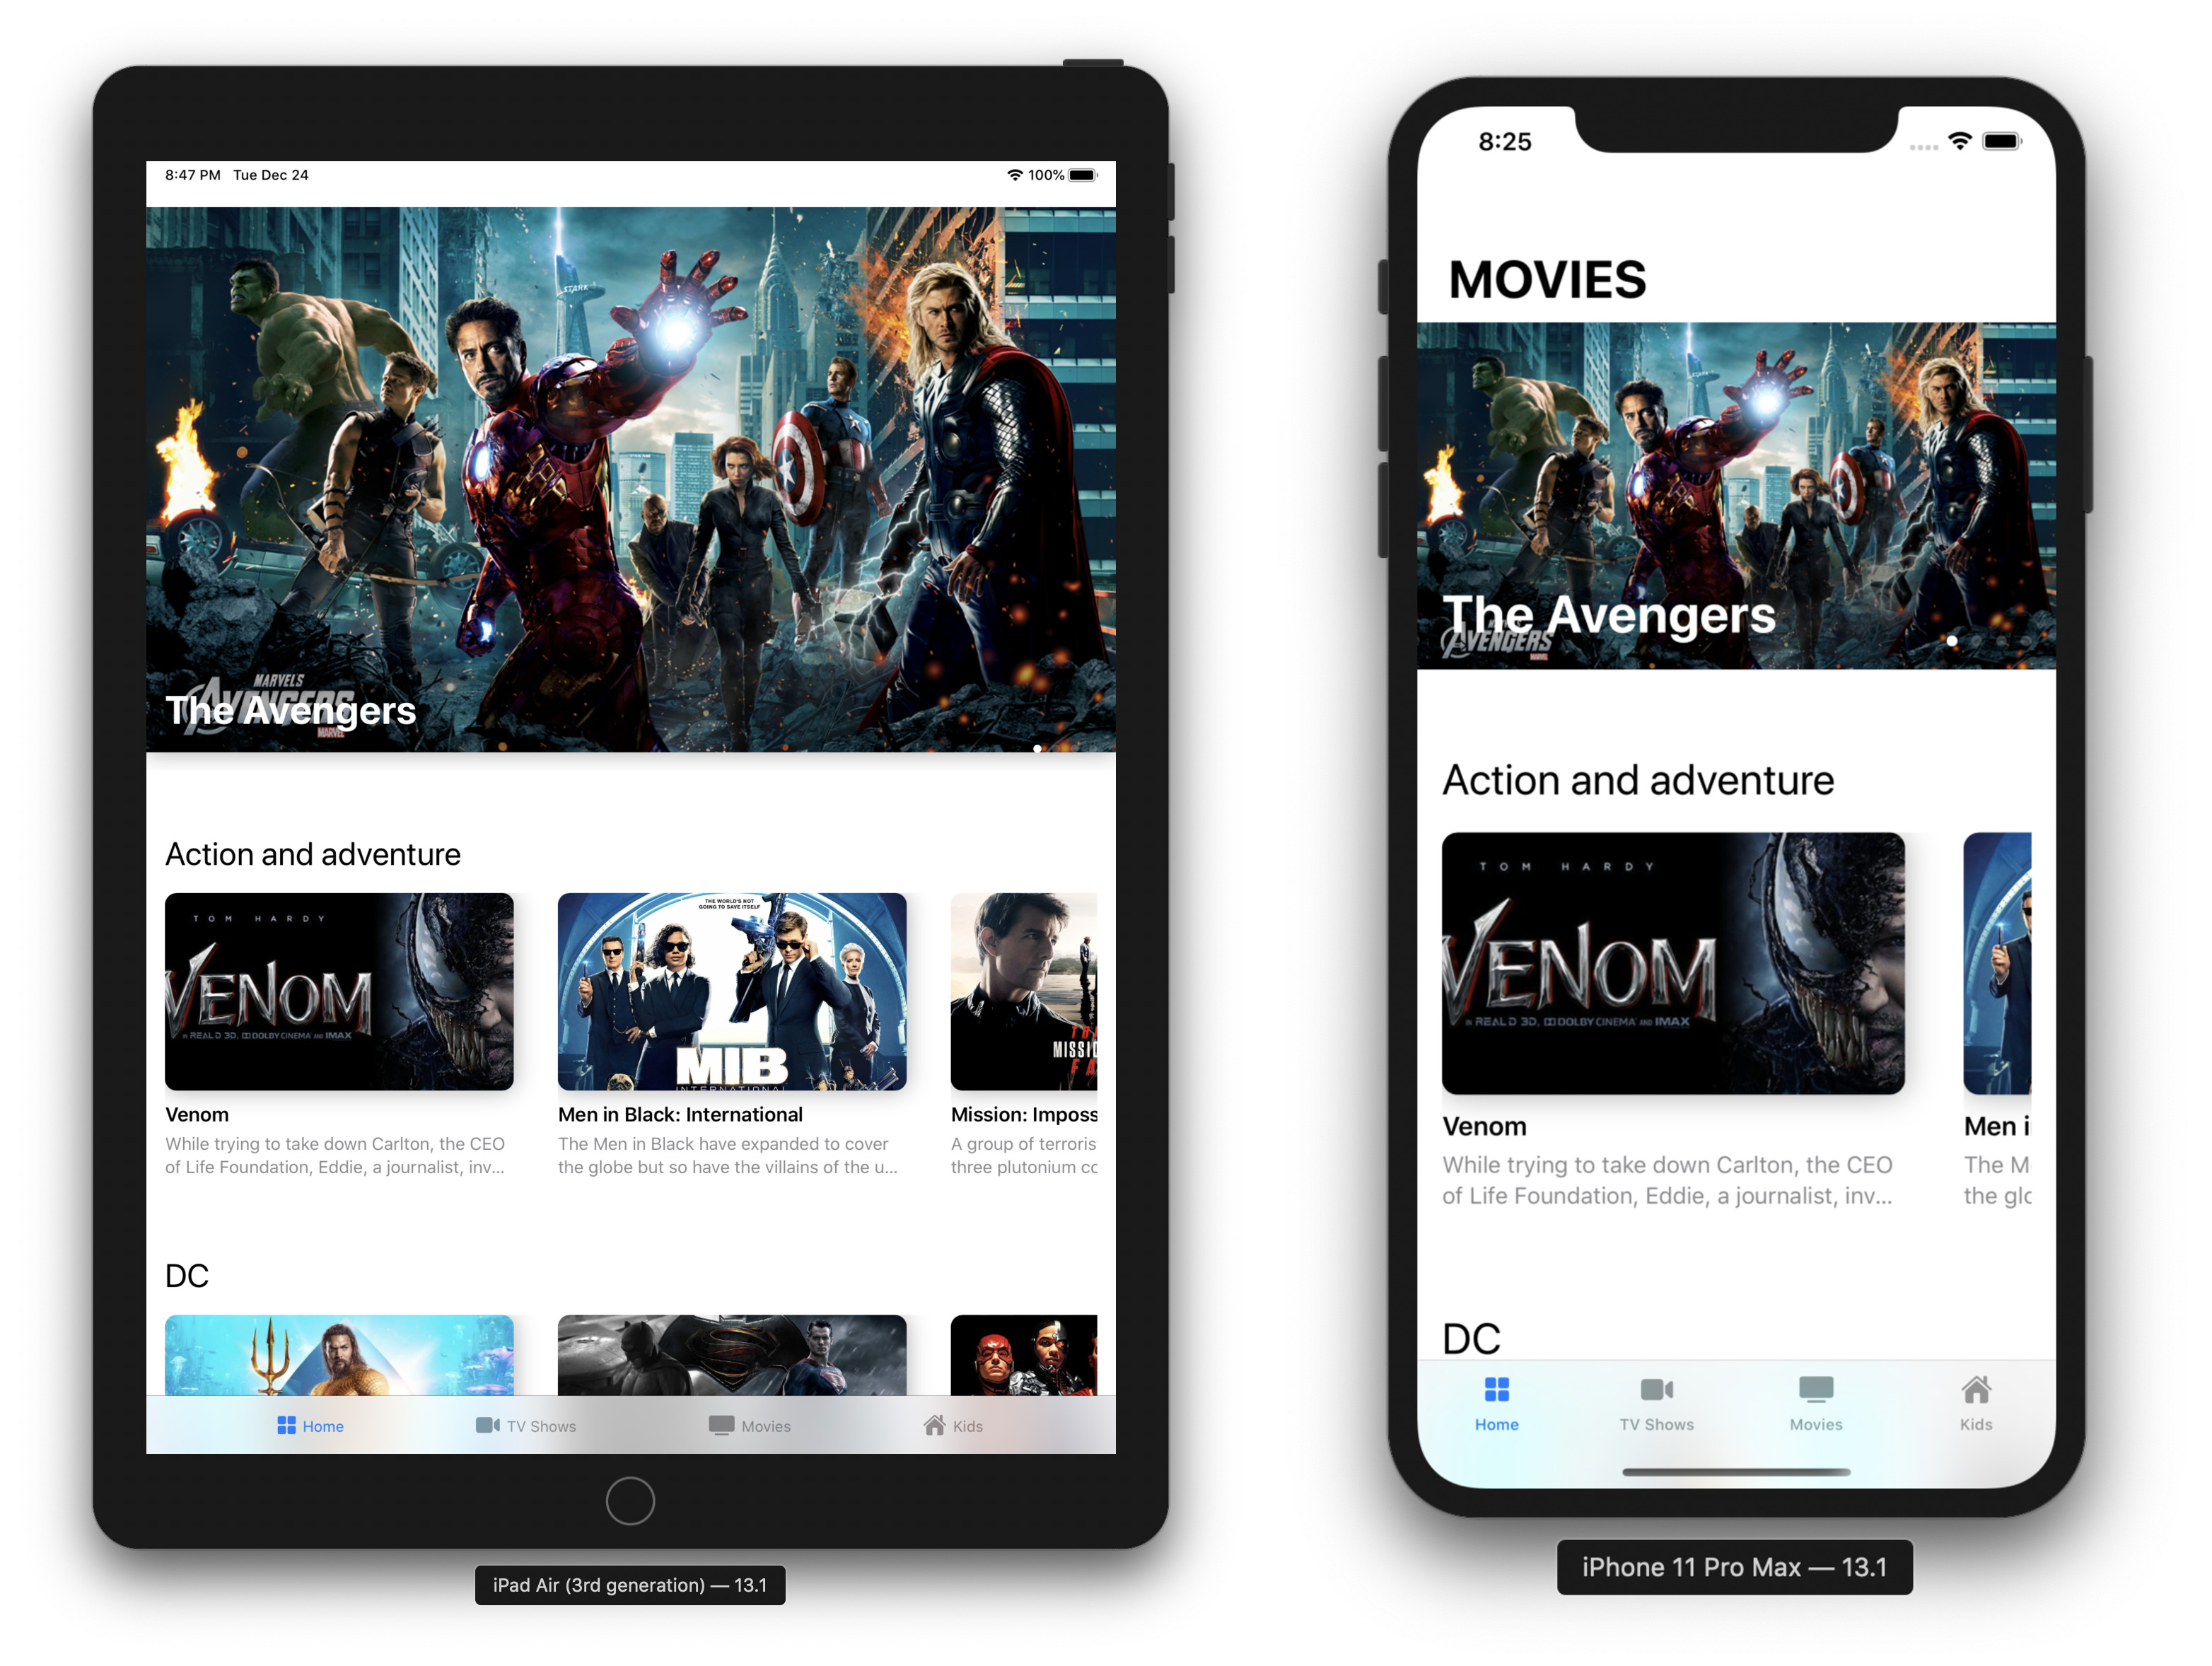 8:47 PM Tue Dec 24
100%
STARK
MARVEL'S
AVENGERS
MARVEL
The Avengers
Action and adventure
TOM HARDY
VENOM
IN REAL D 3D, DOLBY CINEMA AND IMAX
THE WORLD'S NOT
GOING TO SAVE ITSELF
MIB
INTERNATIONAL
MISSI
FA
Venom
While trying to take down Carlton, the CEO
of Life Foundation, Eddie, a journalist, inv...
Men in Black: International
The Men in Black have expanded to cover
the globe but so have the villains of the u...
Mission: Imposs
A group of terroris
three plutonium cc
DC
Home
TV Shows
Movies
Kids
iPad Air (3rd generation) — 13.1
8:25
MOVIES
The Avengers
AVENGERS
MARVEL
Action and adventure
TOM HARDY
VENOM
IN REAL D 3D, DOLBY CINEMA AND IMAX
Venom
While trying to take down Carlton, the CEO
of Life Foundation, Eddie, a journalist, inv...
Men i
The M
the glc
DC
Home
TV Shows
Movies
Kids
iPhone 11 Pro Max — 13.1